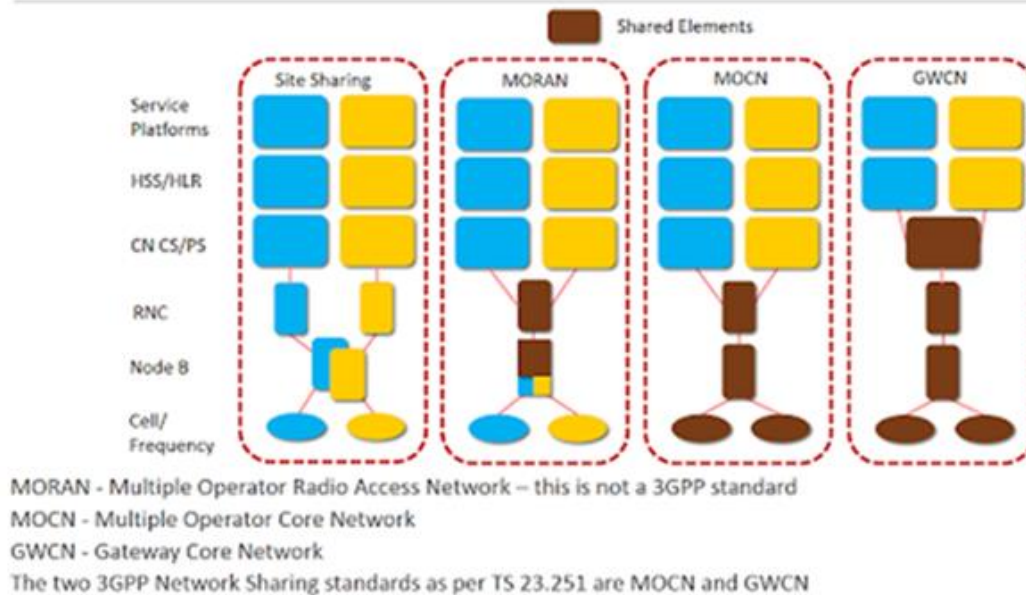 Shared Elements
Site Sharing
MORAN
MOCN
GWCN
Service
Platforms
HSS/HLR
CN CS/PS
RNC
Node B
Cell/
Frequency
MORAN - Multiple Operator Radio Access Network – this is not a 3GPP standard
MOCN - Multiple Operator Core Network
GWCN - Gateway Core Network
The two 3GPP Network Sharing standards as per TS 23.251 are MOCN and GWCN